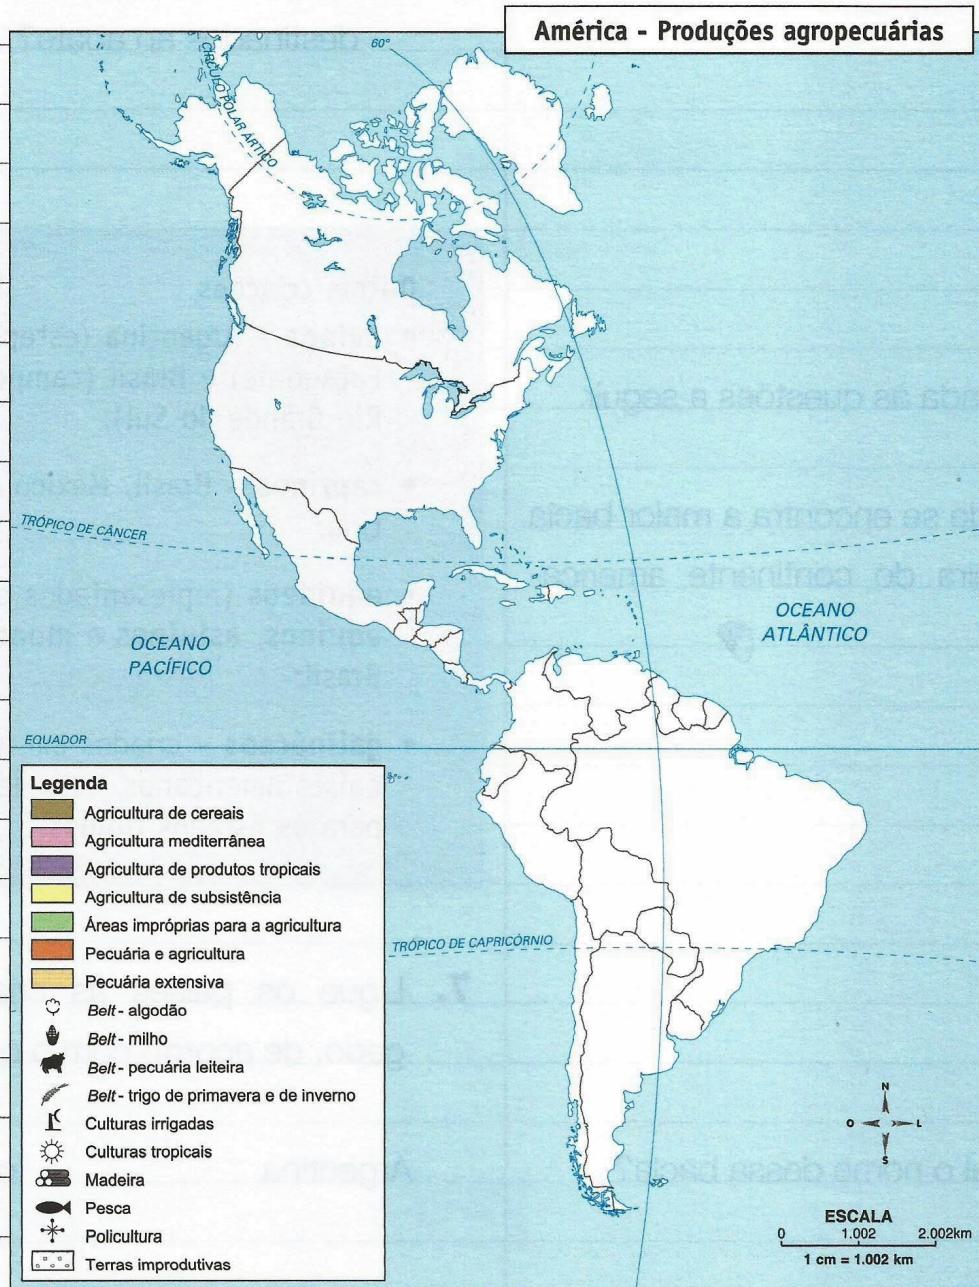 América - Produções agropecuárias
60°
CÍRCULO POLAR ÁRTICO
TRÓPICO DE CÂNCER
OCEANO
PACÍFICO
OCEANO
ATLÂNTICO
EQUADOR
TRÓPICO DE CAPRICÓRNIO
Legenda
Agricultura de cereais
Agricultura mediterrânea
Agricultura de produtos tropicais
Agricultura de subsistência
Áreas impróprias para a agricultura
Pecuária e agricultura
Pecuária extensiva
Belt - algodão
Belt - milho
Belt - pecuária leiteira
Belt - trigo de primavera e de inverno
Culturas irrigadas
Culturas tropicais
Madeira
Pesca
Policultura
Terras improdutivas
N
O
L
S
ESCALA
0 1.002 2.002km
1 cm = 1.002 km